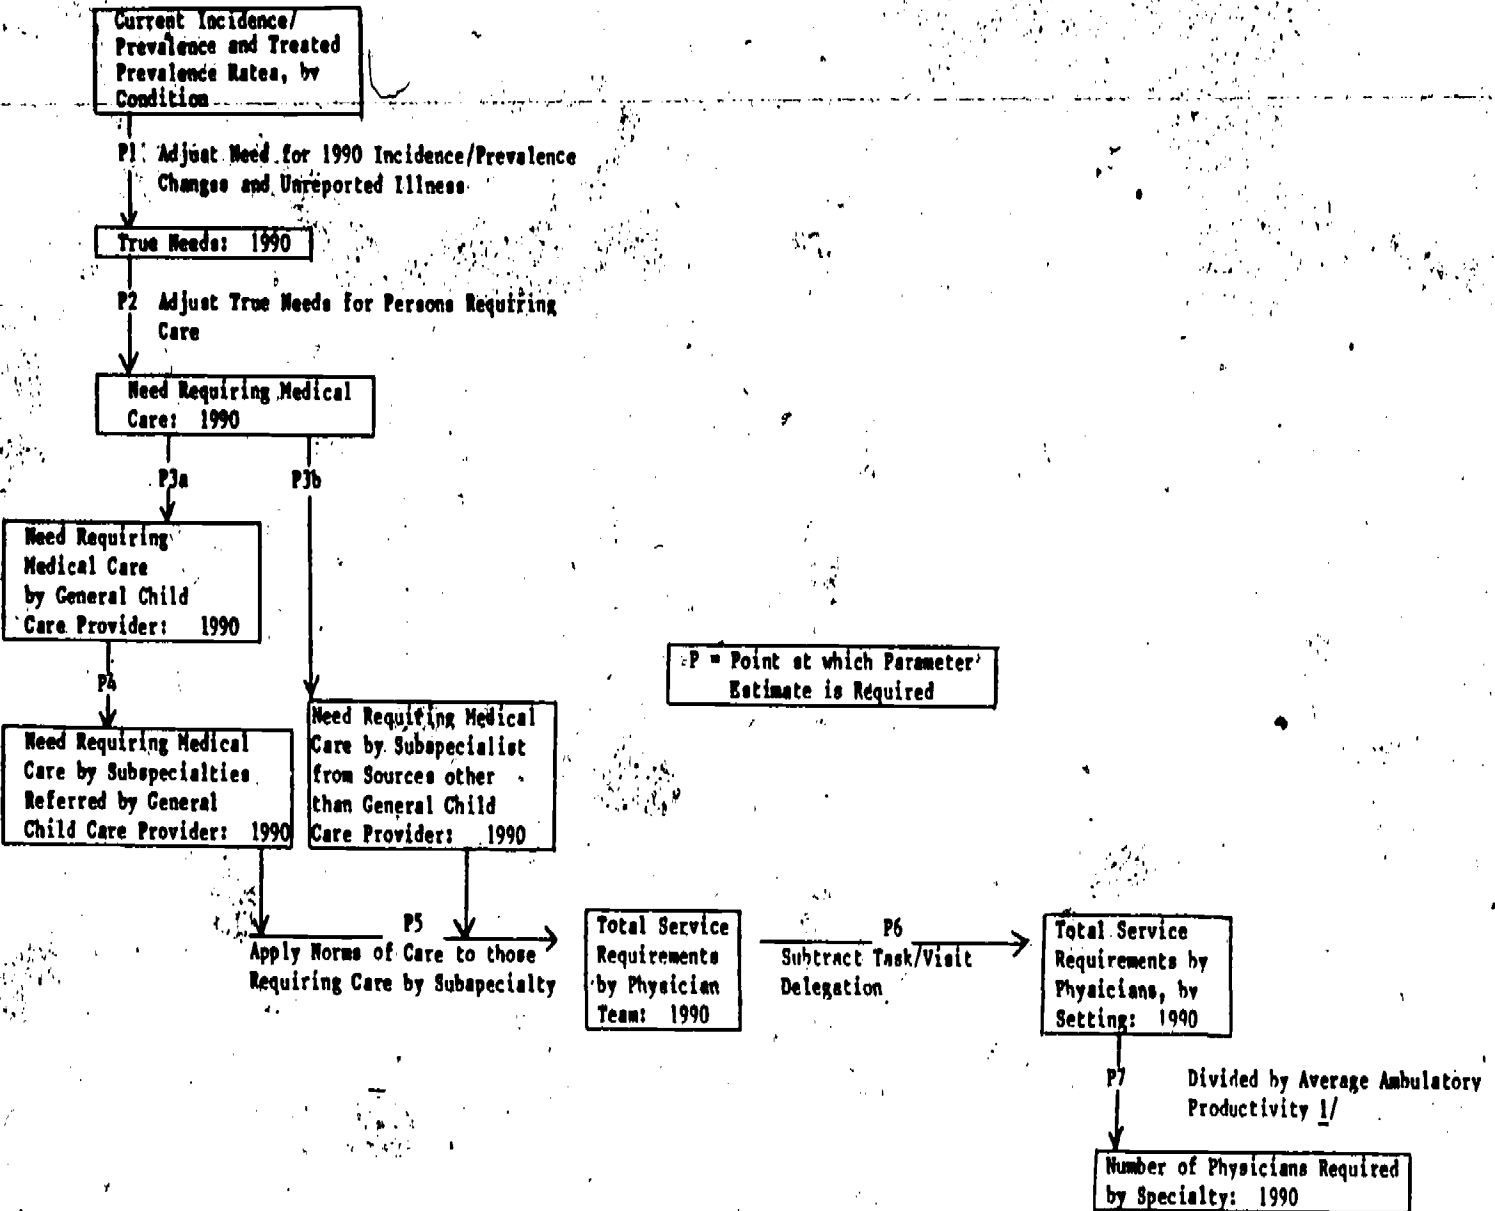 Current Incidence/
Prevalence and Treated
Prevalence Rates, by
Condition
P1 Adjust Need for 1990 Incidence/Prevalence
Changes and Unreported Illness
True Needs: 1990
P2 Adjust True Needs for Persons Requiring
Care
Need Requiring Medical
Care: 1990
P3a
P3b
Need Requiring
Medical Care
by General Child
Care Provider: 1990
P4
P = Point at which Parameter
Estimate is Required
Need Requiring Medical
Care by Subspecialties
Referred by General
Child Care Provider: 1990
Need Requiring Medical
Care by Subspecialist
from Sources other
than General Child
Care Provider: 1990
P5
Apply Norms of Care to those
Requiring Care by Subspecialty
Total Service
Requirements
by Physician
Team: 1990
P6
Subtract Task/Visit
Delegation
Total Service
Requirements by
Physicians, by
Setting: 1990
P7 Divided by Average Ambulatory
Productivity 1/
Number of Physicians Required
by Specialty: 1990